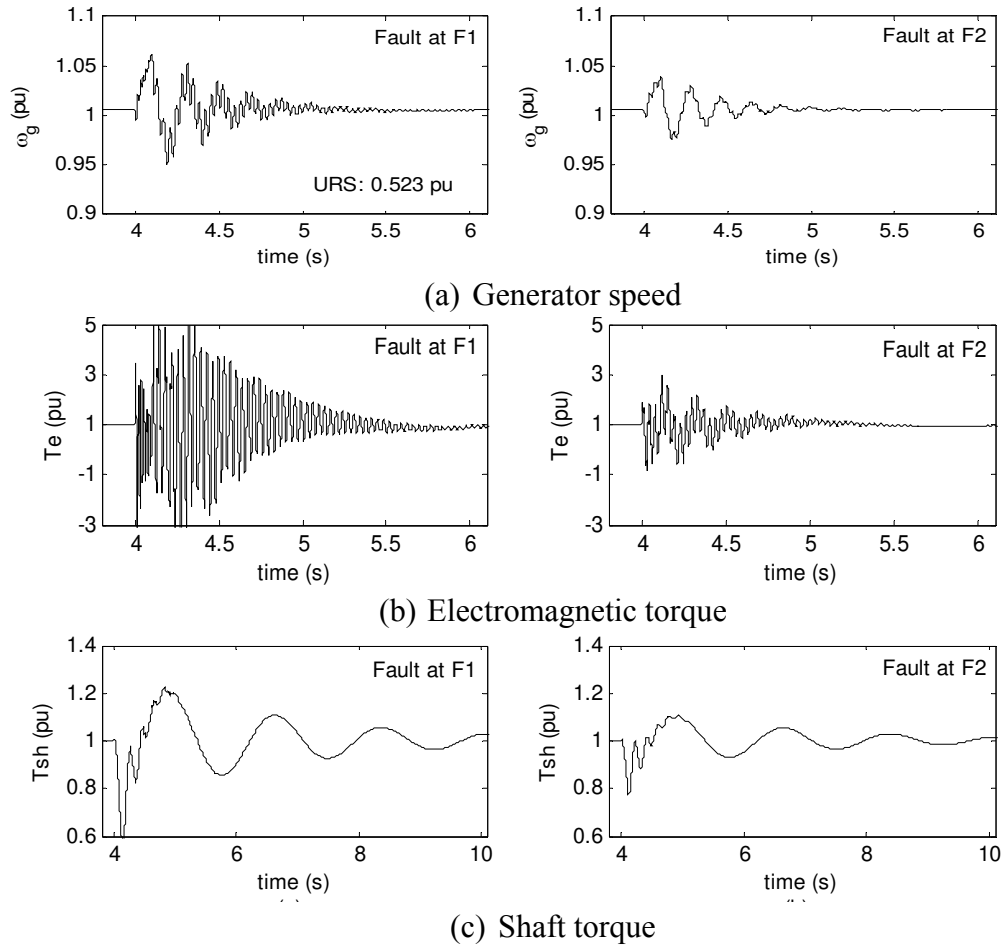 1.1
1.05
1
0.95
0.9
ωg (pu)
Fault at F1
URS: 0.523 pu
4
4.5
5
5.5
6
time (s)
1.1
1.05
1
0.95
0.9
ωg (pu)
Fault at F2
4
4.5
5
5.5
6
time (s)
(a) Generator speed
5
3
1
-1
-3
Te (pu)
Fault at F1
4
4.5
5
5.5
6
time (s)
5
3
1
-1
-3
Te (pu)
Fault at F2
4
4.5
5
5.5
6
time (s)
(b) Electromagnetic torque
1.4
1.2
1
0.8
0.6
Tsh (pu)
Fault at F1
4
6
8
10
time (s)
1.4
1.2
1
0.8
0.6
Tsh (pu)
Fault at F2
4
6
8
10
time (s)
(c) Shaft torque